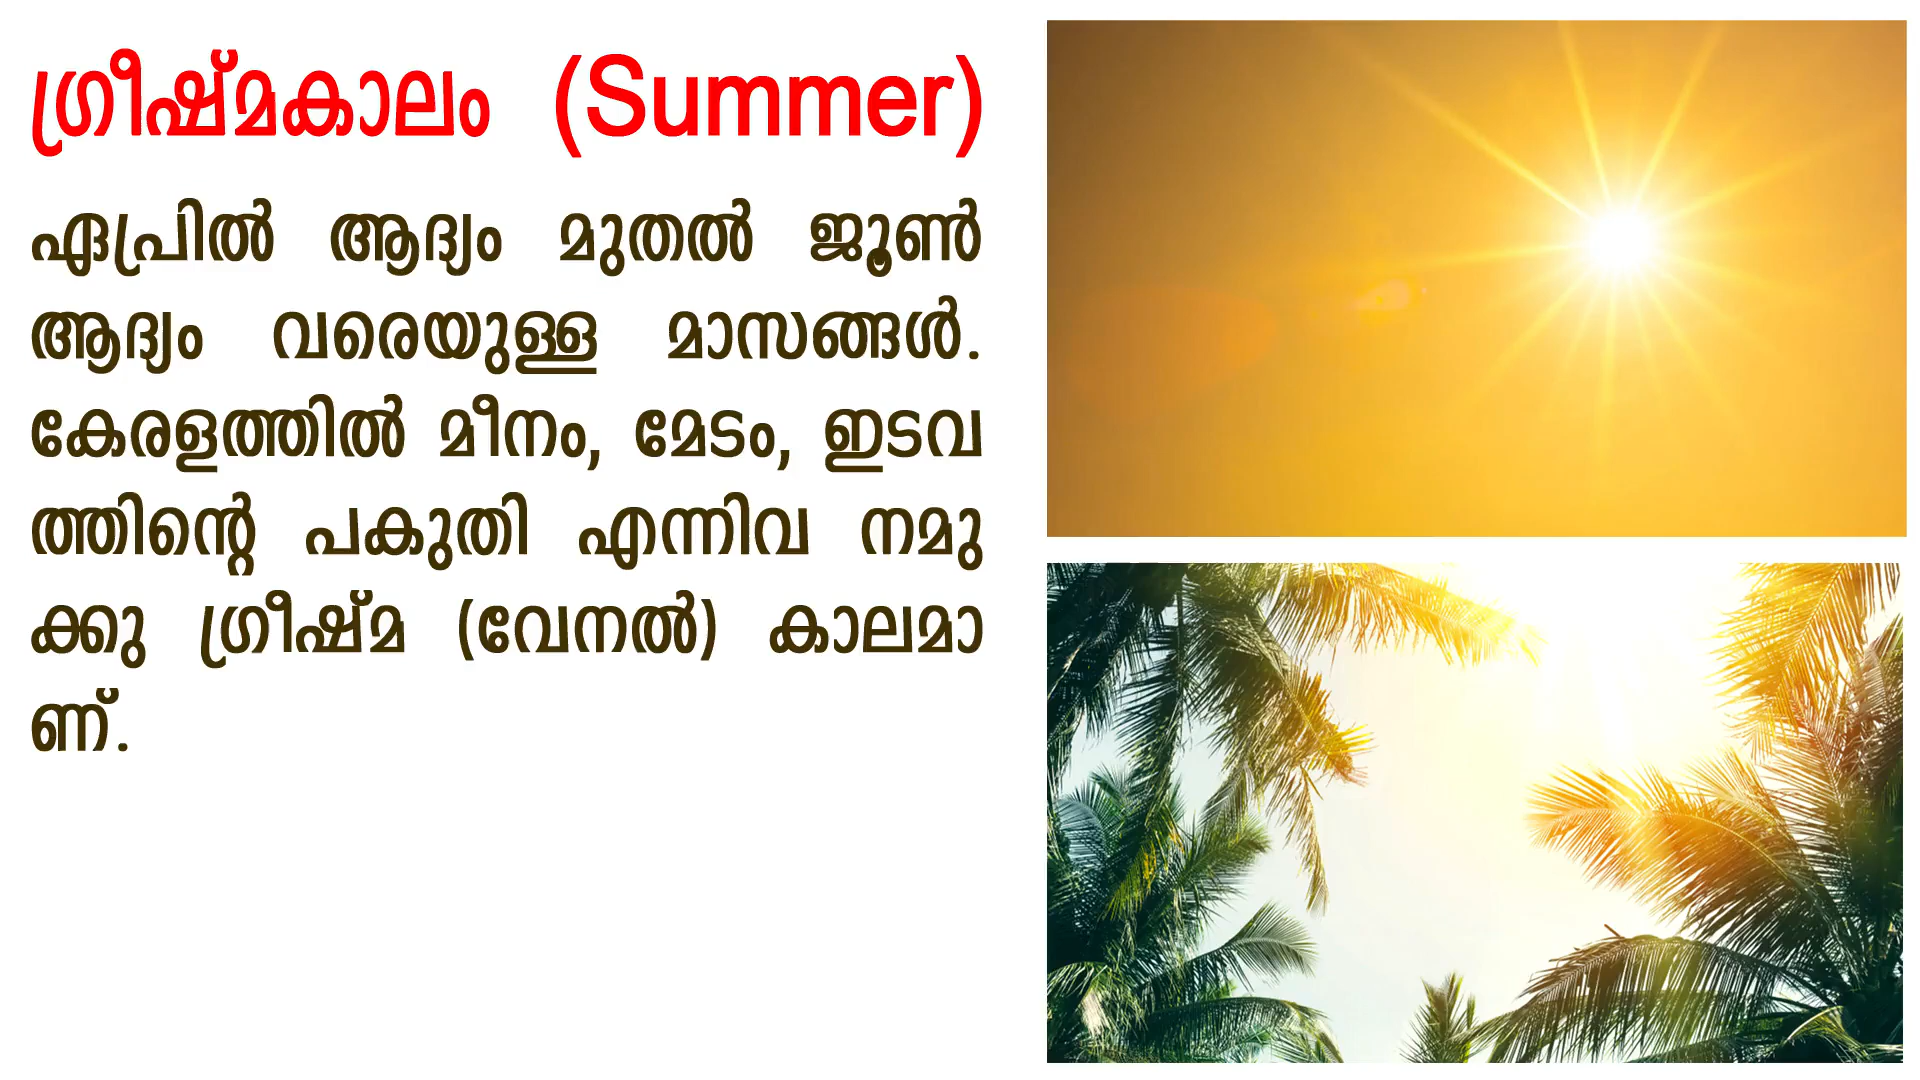 ഗ്രീഷ്മകാലം (Summer)
ഏപ്രിൽ ആദ്യം മുതൽ ജൂൺ
ആദ്യം വരെയുള്ള മാസങ്ങൾ.
കേരളത്തിൽ മീനം, മേടം, ഇടവ
ത്തിന്റെ പകുതി എന്നിവ നമു
ക്കു ഗ്രീഷ്മ (വേനൽ) കാലമാ
ണ്.